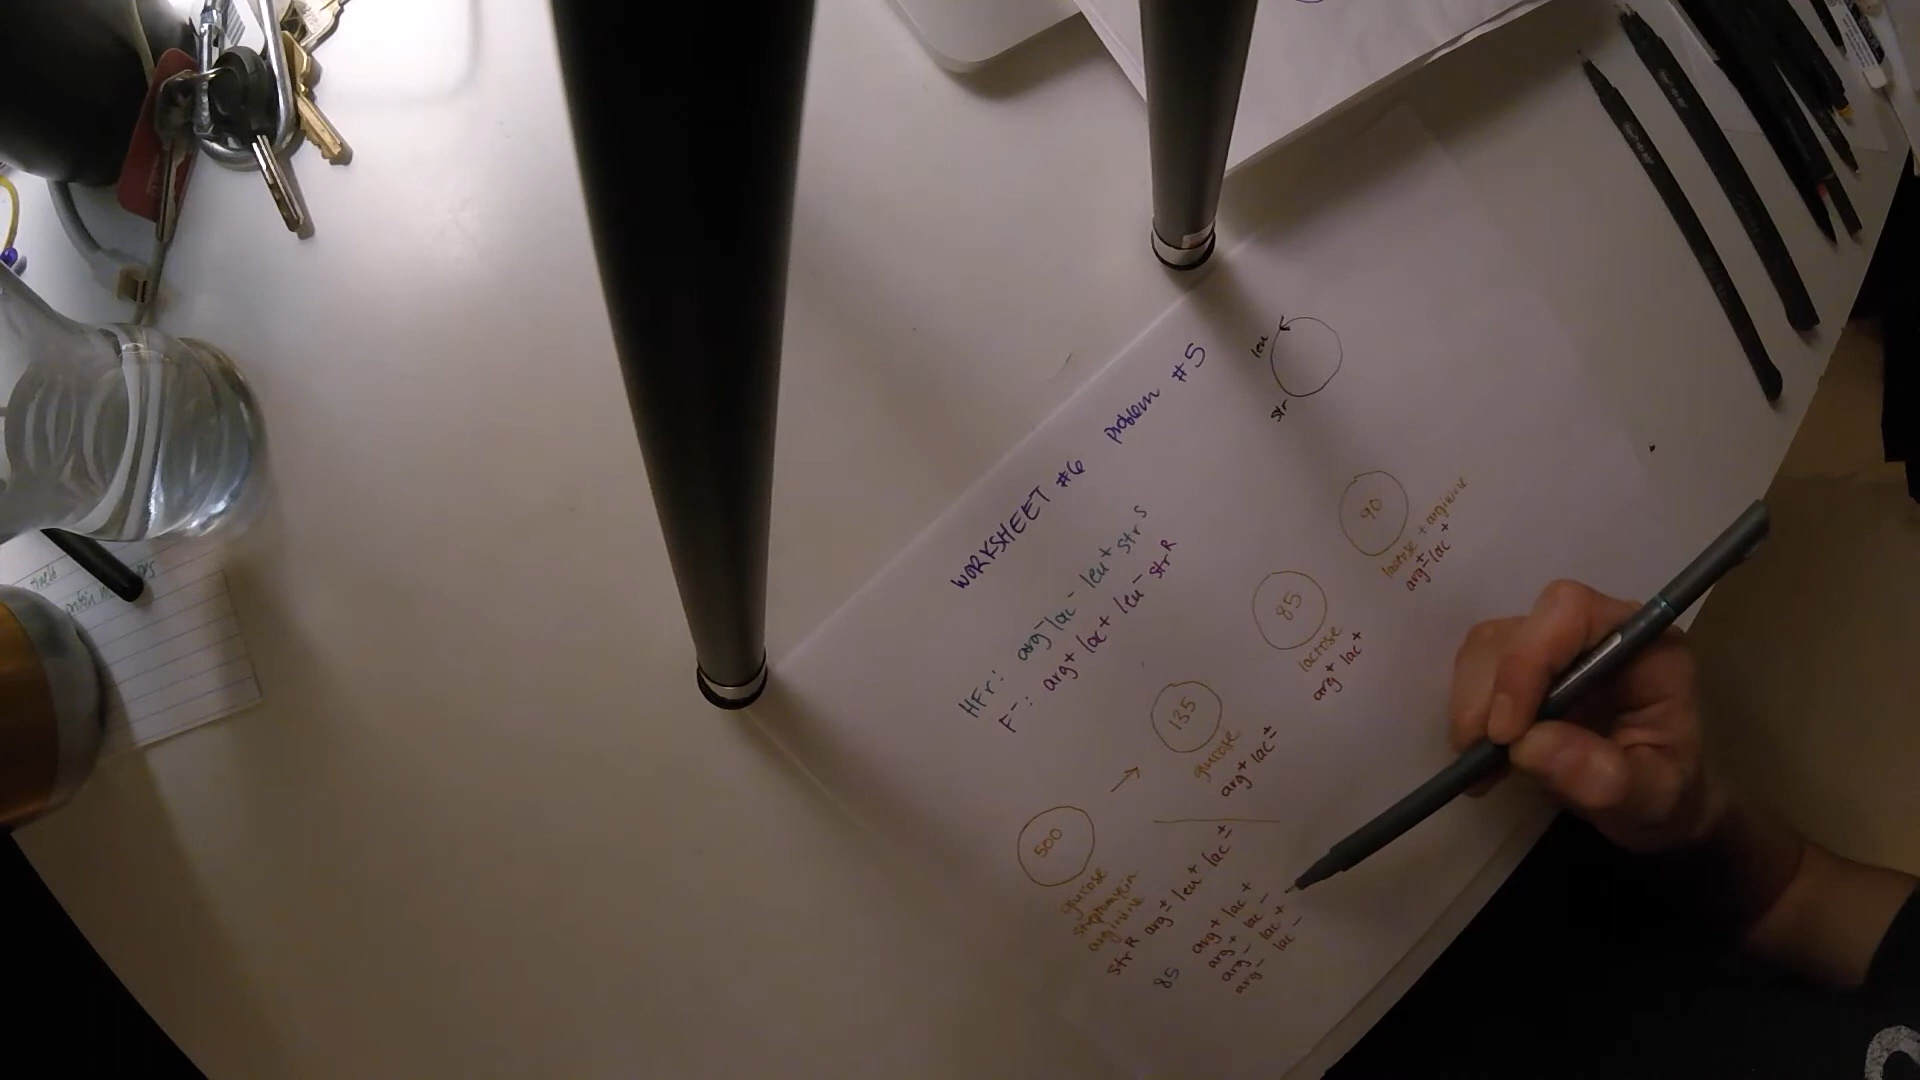 WORKSHEET #6 Problem #5
HFr: arg- lac- leu+ str S
F-: arg+ lac+ leu- str R
leu
str
500
glucose
streptomycin
arginine
str R arg± leu+ lac±
→
135
glucose
arg+ lac±
85
lactose
arg+ lac+
90
lactose + arginine
arg± lac+
85 arg+ lac+
arg+ lac-
arg- lac+
arg- lac-